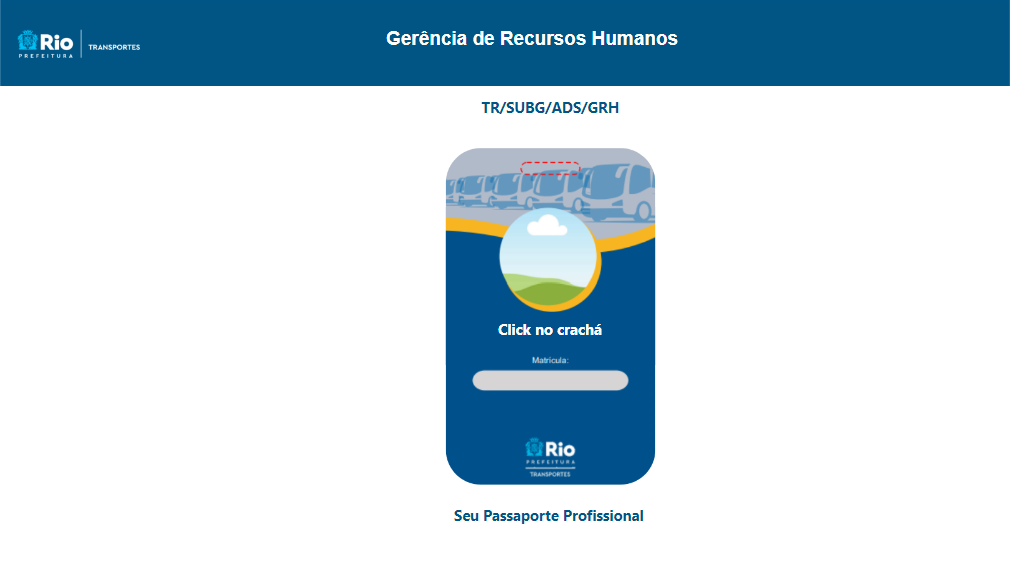 Rio
PREFEITURA
TRANSPORTES
Gerência de Recursos Humanos
TR/SUBG/ADS/GRH
Click no crachá
Matrícula:
Rio
PREFEITURA
TRANSPORTES
Seu Passaporte Profissional